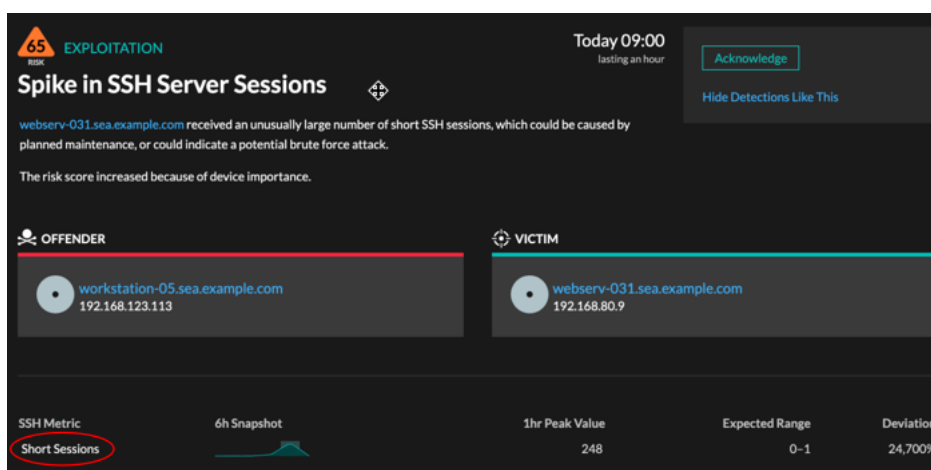 65
RISK
EXPLOITATION
Today 09:00
lasting an hour
Acknowledge
Spike in SSH Server Sessions
Hide Detections Like This
webserv-031.sea.example.com received an unusually large number of short SSH sessions, which could be caused by
planned maintenance, or could indicate a potential brute force attack.
The risk score increased because of device importance.
OFFENDER
VICTIM
workstation-05.sea.example.com
192.168.123.113
webserv-031.sea.example.com
192.168.80.9
SSH Metric 6h Snapshot 1hr Peak Value Expected Range Deviation
Short Sessions 248 0–1 24,700%